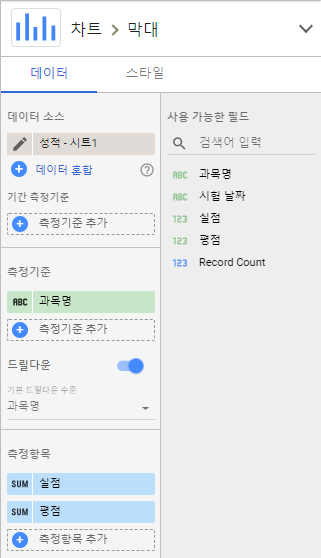 차트 > 막대
데이터
스타일
데이터 소스
성적 - 시트1
데이터 혼합
기간 측정기준
측정기준 추가
측정기준
ABC 과목명
측정기준 추가
드릴다운
기본 드릴다운 수준
과목명
측정항목
SUM 실점
SUM 평점
측정항목 추가
사용 가능한 필드
검색어 입력
ABC 과목명
ABC 시험 날짜
123 실점
123 평점
123 Record Count